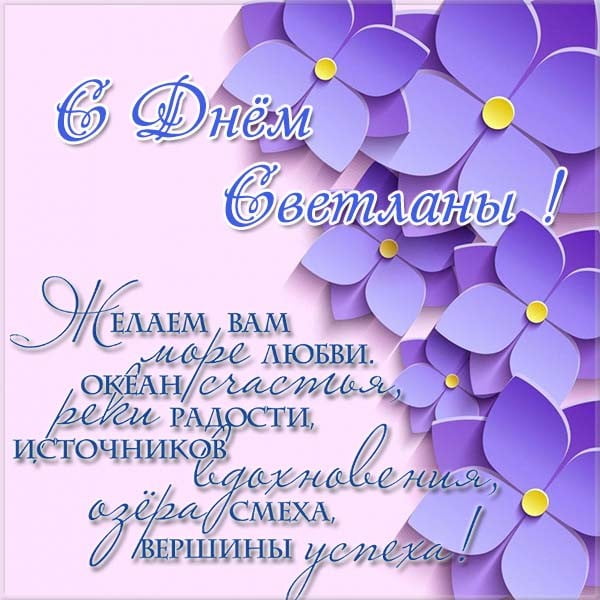 С Днём
Светланы !
Желаем вам
море любви.
океан счастья,
реки радости,
источников
вдохновения,
озёра смеха,
вершины успеха!